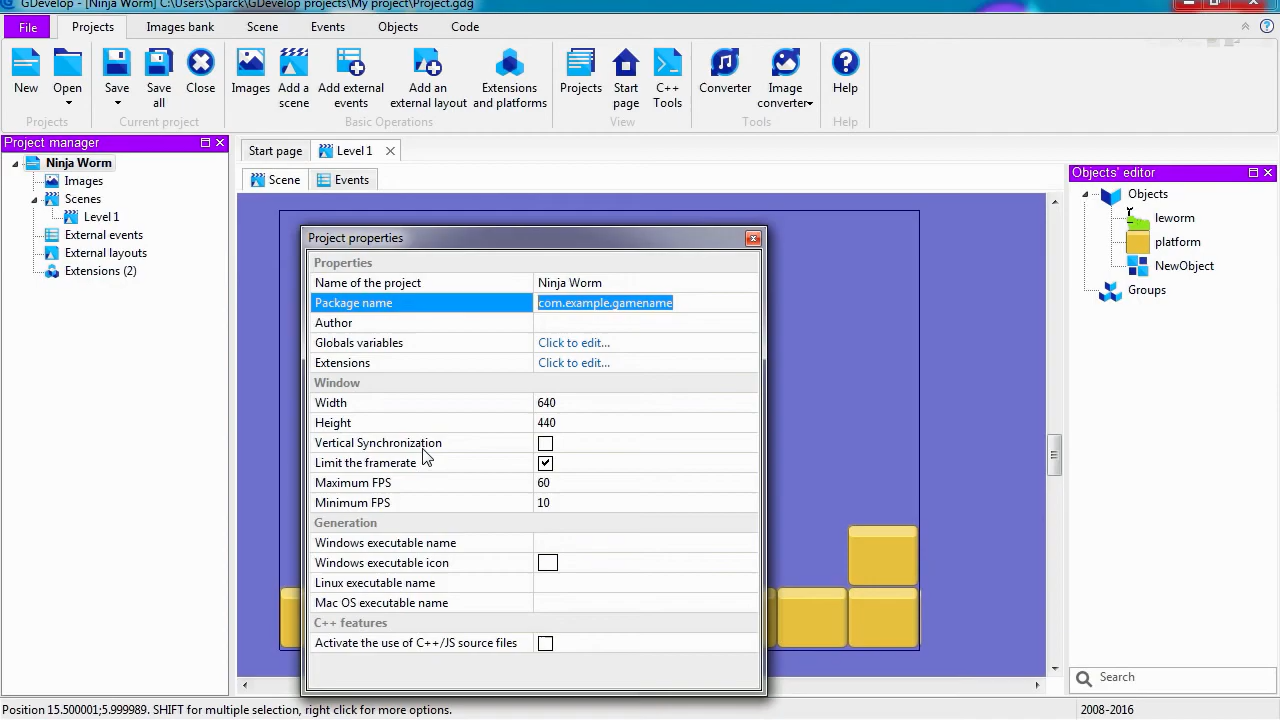 GDevelop - [Ninja Worm] C:\Users\Sparck\GDevelop projects\My project\Project.gdg
File Projects Images bank Scene Events Objects Code
New Open Save Save all Close Images Add a scene Add external events Add an external layout Extensions and platforms Projects Start page C++ Tools Converter Image converter Help
Projects Current project Basic Operations View Tools Help
Project manager
Ninja Worm
Images
Scenes
Level 1
External events
External layouts
Extensions (2)
Start page Level 1
Scene Events
Project properties
Properties
Name of the project Ninja Worm
Package name com.example.gamename
Author
Globals variables Click to edit...
Extensions Click to edit...
Window
Width 640
Height 440
Vertical Synchronization
Limit the framerate
Maximum FPS 60
Minimum FPS 10
Generation
Windows executable name
Windows executable icon
Linux executable name
Mac OS executable name
C++ features
Activate the use of C++/JS source files
Objects' editor
Objects
leworm
platform
NewObject
Groups
Search
Position 15.500001;5.999989. SHIFT for multiple selection, right click for more options. 2008-2016